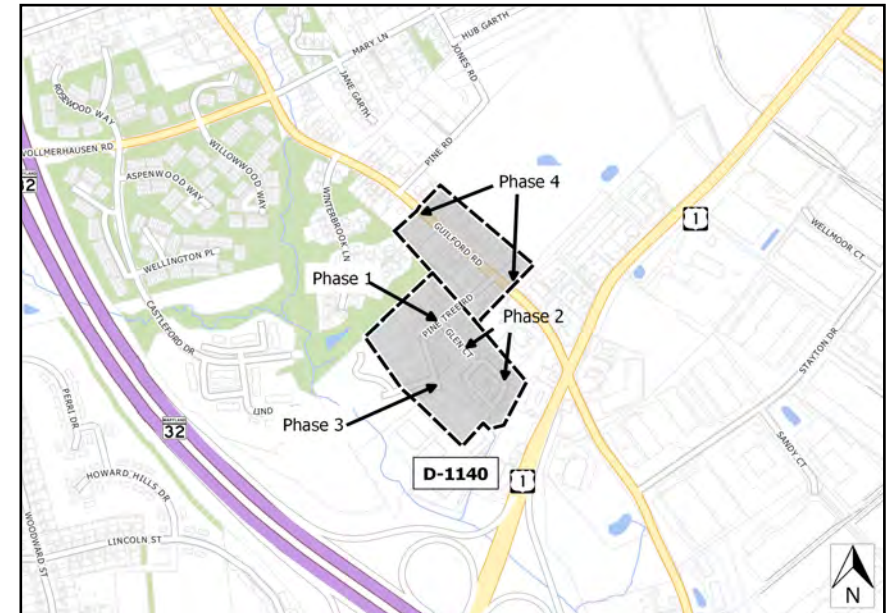 HUB GARTH
MARY LN
JONES RD
JANE GARTH
ROSEWOOD WAY
PINE RD
VOLLMERHAUSEN RD
WILLOWWOOD WAY
ASPENWOOD WAY
32
Phase 4
WINTERBROOK LN
1
WELLMOOR CT
GUILFORD RD
WELLINGTON PL
Phase 1
PINE TREE RD
Phase 2
GLEN CT
CASTLEFORD DR
STAYTON DR
PERRI DR
LIND
Phase 3
MARYLAND
32
D-1140
1
SANDY CT
HOWARD HILLS DR
WOODWARD ST
LINCOLN ST
N